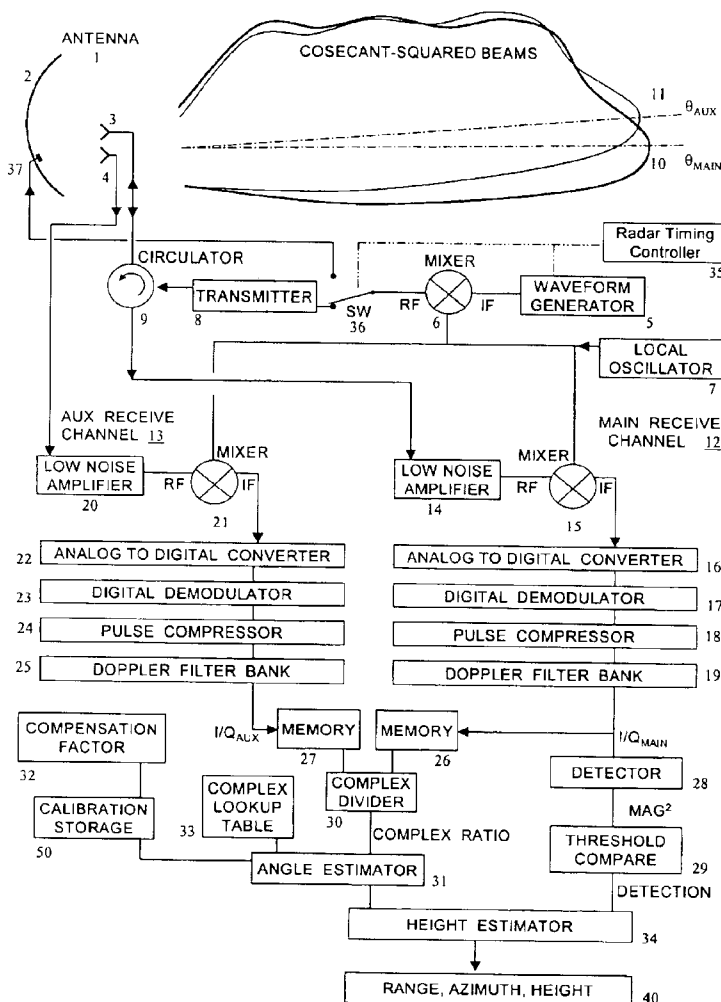 ANTENNA
1
COSECANT-SQUARED BEAMS
2
3
11
θAUX
37
4
10
θMAIN
CIRCULATOR
MIXER
Radar Timing
Controller
35
TRANSMITTER
SW
36
RF
IF
WAVEFORM
GENERATOR
9
8
6
5
LOCAL
OSCILLATOR
7
AUX RECEIVE
CHANNEL 13
MAIN RECEIVE
CHANNEL 12
MIXER
MIXER
LOW NOISE
AMPLIFIER
RF
IF
LOW NOISE
AMPLIFIER
RF
IF
20
21
14
15
22
ANALOG TO DIGITAL CONVERTER
ANALOG TO DIGITAL CONVERTER
16
23
DIGITAL DEMODULATOR
DIGITAL DEMODULATOR
17
24
PULSE COMPRESSOR
PULSE COMPRESSOR
18
25
DOPPLER FILTER BANK
DOPPLER FILTER BANK
19
COMPENSATION
FACTOR
I/QAUX
MEMORY
MEMORY
I/QMAIN
32
27
26
DETECTOR
28
COMPLEX
LOOKUP
TABLE
COMPLEX
DIVIDER
MAG²
CALIBRATION
STORAGE
33
30
COMPLEX RATIO
THRESHOLD
COMPARE
29
50
ANGLE ESTIMATOR
31
DETECTION
HEIGHT ESTIMATOR
34
RANGE, AZIMUTH, HEIGHT
40